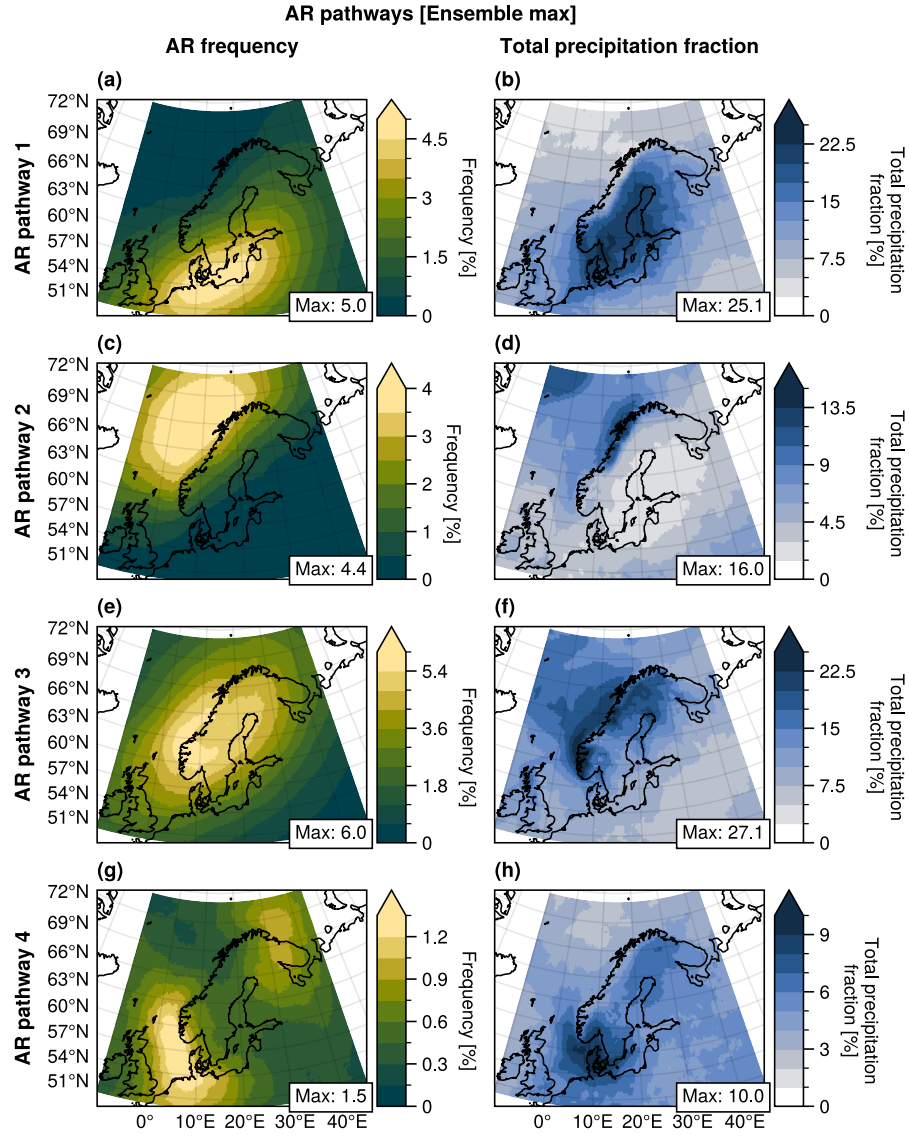 AR pathways [Ensemble max]
AR frequency
Total precipitation fraction
(a)
(b)
AR pathway 1
72°N
69°N
66°N
63°N
60°N
57°N
54°N
51°N
Max: 5.0
4.5
3
1.5
0
Frequency [%]
Max: 25.1
22.5
15
7.5
0
Total precipitation
fraction [%]
(c)
(d)
AR pathway 2
72°N
69°N
66°N
63°N
60°N
57°N
54°N
51°N
Max: 4.4
4
3
2
1
0
Frequency [%]
Max: 16.0
13.5
9
4.5
0
Total precipitation
fraction [%]
(e)
(f)
AR pathway 3
72°N
69°N
66°N
63°N
60°N
57°N
54°N
51°N
Max: 6.0
5.4
3.6
1.8
0
Frequency [%]
Max: 27.1
22.5
15
7.5
0
Total precipitation
fraction [%]
(g)
(h)
AR pathway 4
72°N
69°N
66°N
63°N
60°N
57°N
54°N
51°N
Max: 1.5
1.2
0.9
0.6
0.3
0
Frequency [%]
Max: 10.0
9
6
3
0
Total precipitation
fraction [%]
0° 10°E 20°E 30°E 40°E
0° 10°E 20°E 30°E 40°E